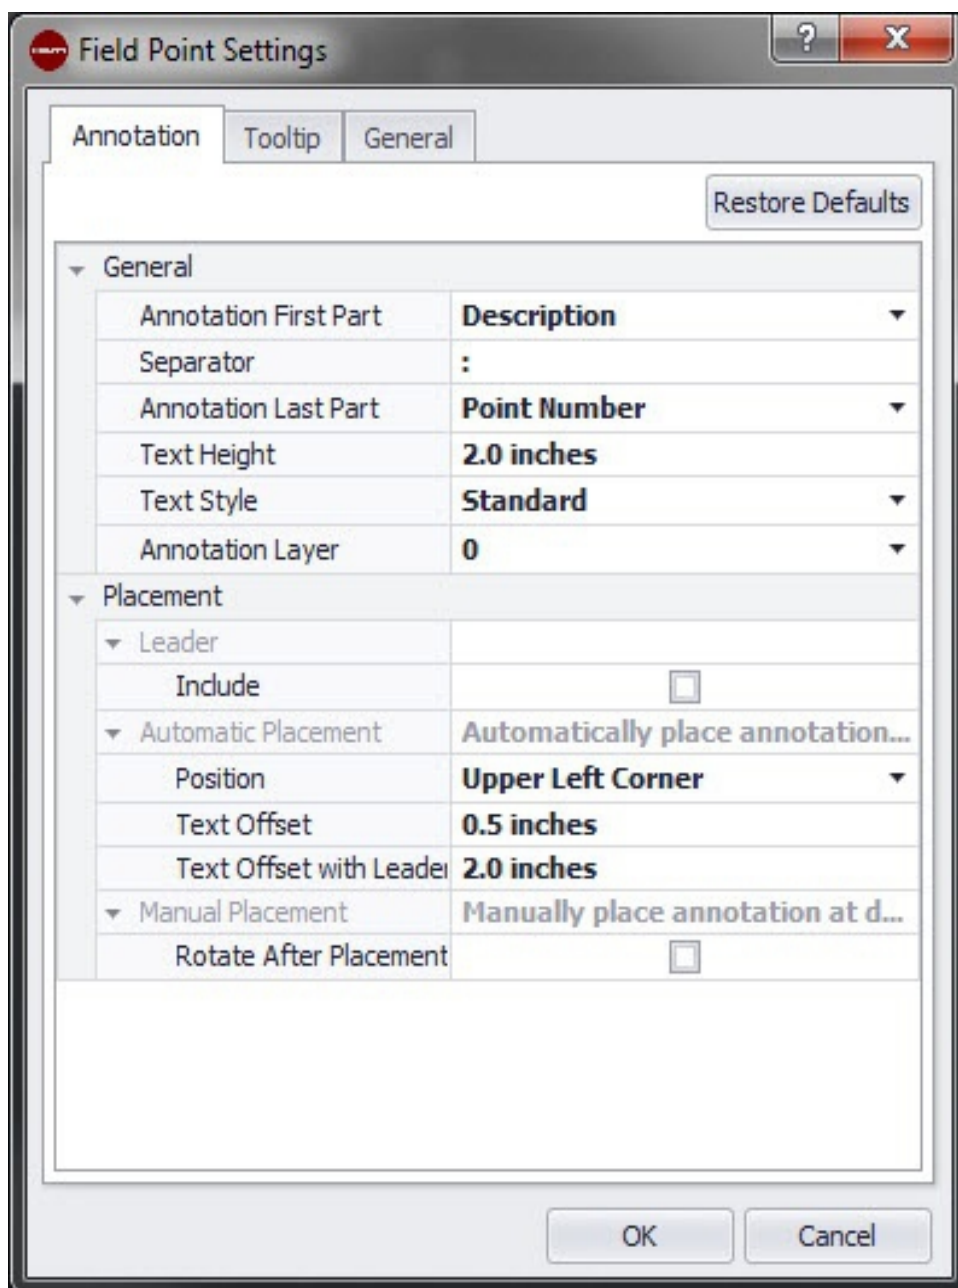 Field Point Settings
?
X
Annotation Tooltip General
Restore Defaults
General
Annotation First Part Description
Separator :
Annotation Last Part Point Number
Text Height 2.0 inches
Text Style Standard
Annotation Layer 0
Placement
Leader
Include
Automatic Placement Automatically place annotation...
Position Upper Left Corner
Text Offset 0.5 inches
Text Offset with Leader 2.0 inches
Manual Placement Manually place annotation at d...
Rotate After Placement
OK Cancel